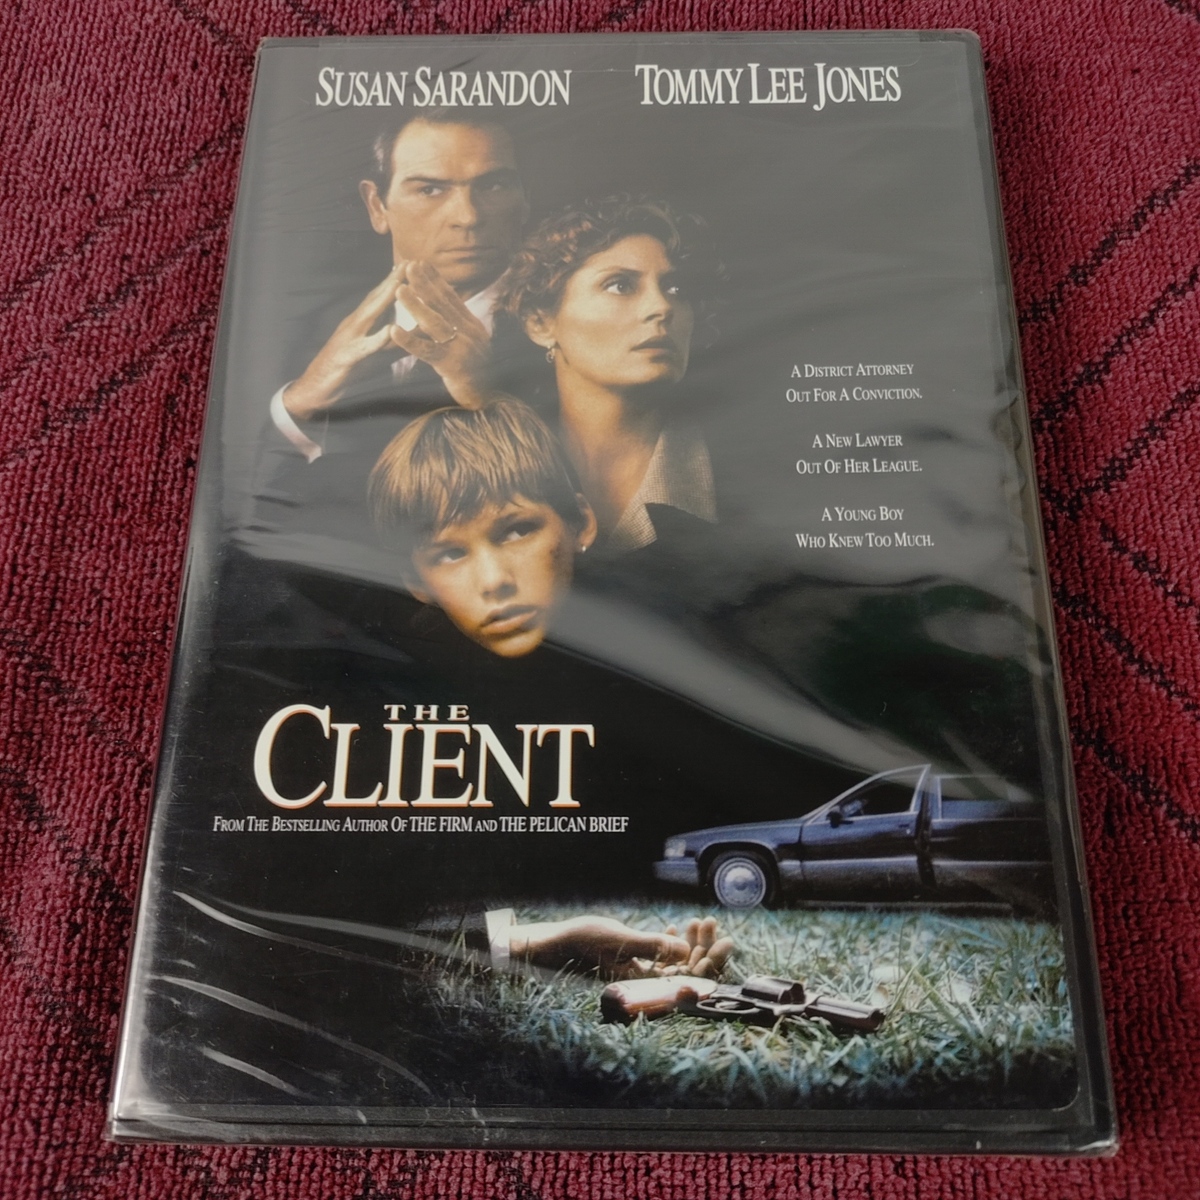 SUSAN SARANDON TOMMY LEE JONES
A DISTRICT ATTORNEY
OUT FOR A CONVICTION.
A NEW LAWYER
OUT OF HER LEAGUE.
A YOUNG BOY
WHO KNEW TOO MUCH.
THE
CLIENT
FROM THE BESTSELLING AUTHOR OF THE FIRM AND THE PELICAN BRIEF